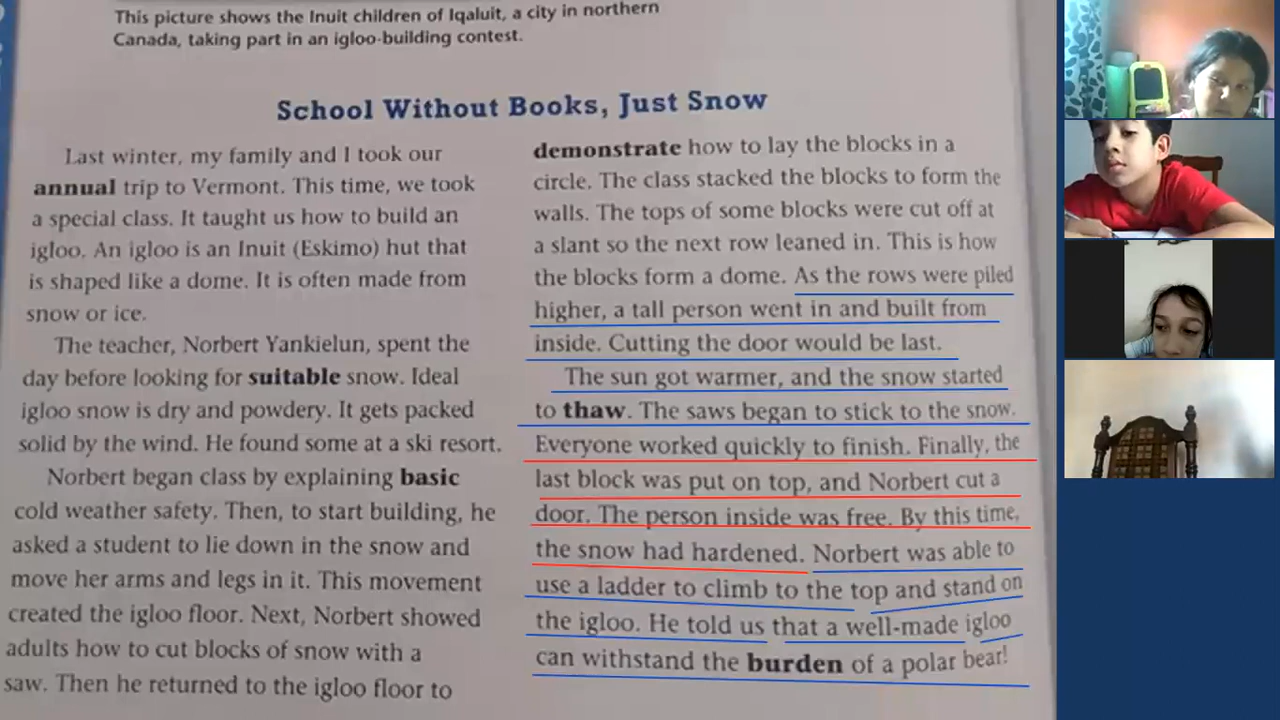 This picture shows the Inuit children of Iqaluit, a city in northern
Canada, taking part in an igloo-building contest.
School Without Books, Just Snow
Last winter, my family and I took our
annual trip to Vermont. This time, we took
a special class. It taught us how to build an
igloo. An igloo is an Inuit (Eskimo) hut that
is shaped like a dome. It is often made from
snow or ice.
The teacher, Norbert Yankielun, spent the
day before looking for suitable snow. Ideal
igloo snow is dry and powdery. It gets packed
solid by the wind. He found some at a ski resort.
Norbert began class by explaining basic
cold weather safety. Then, to start building, he
asked a student to lie down in the snow and
move her arms and legs in it. This movement
created the igloo floor. Next, Norbert showed
adults how to cut blocks of snow with a
saw. Then he returned to the igloo floor to
demonstrate how to lay the blocks in a
circle. The class stacked the blocks to form the
walls. The tops of some blocks were cut off at
a slant so the next row leaned in. This is how
the blocks form a dome. As the rows were piled
higher, a tall person went in and built from
inside. Cutting the door would be last.
The sun got warmer, and the snow started
to thaw. The saws began to stick to the snow.
Everyone worked quickly to finish. Finally, the
last block was put on top, and Norbert cut a
door. The person inside was free. By this time,
the snow had hardened. Norbert was able to
use a ladder to climb to the top and stand on
the igloo. He told us that a well-made igloo
can withstand the burden of a polar bear!